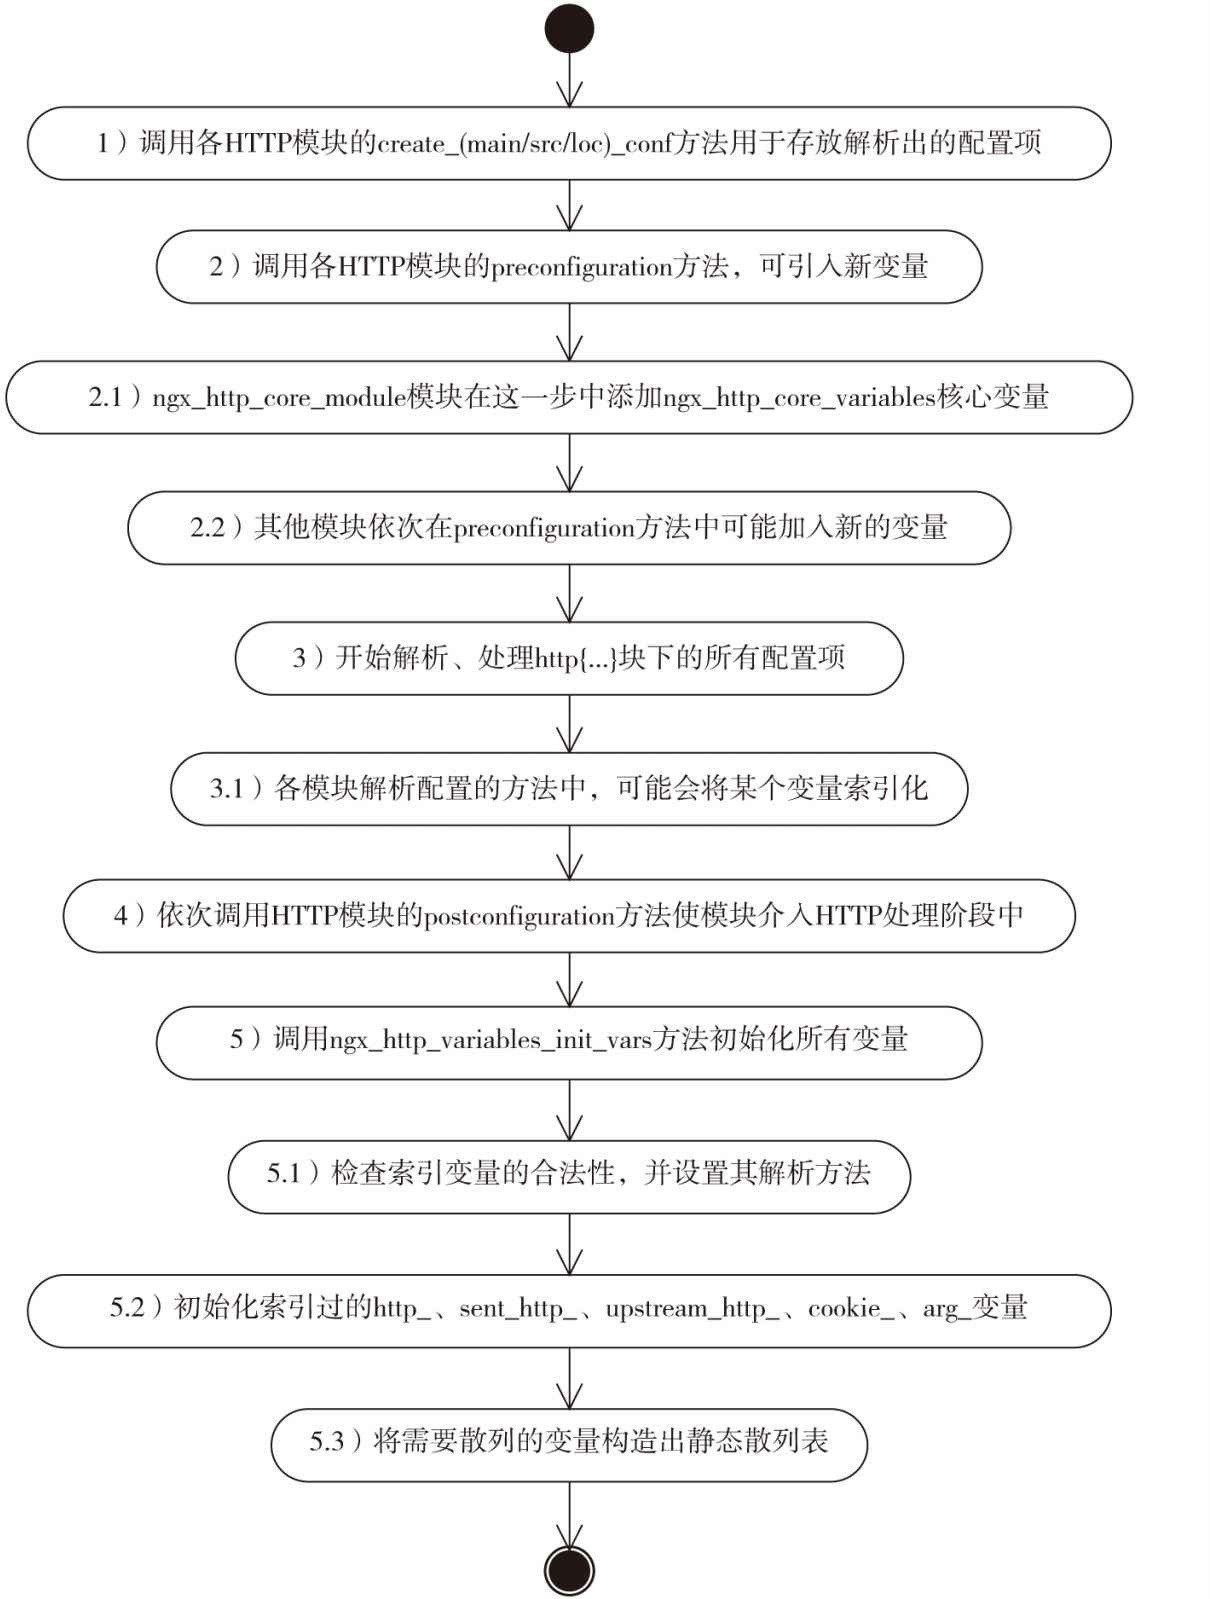 1）调用各HTTP模块的create_(main/src/loc)_conf方法用于存放解析出的配置项
2）调用各HTTP模块的preconfiguration方法，可引入新变量
2.1）ngx_http_core_module模块在这一步中添加ngx_http_core_variables核心变量
2.2）其他模块依次在preconfiguration方法中可能加入新的变量
3）开始解析、处理http{...}块下的所有配置项
3.1）各模块解析配置的方法中，可能会将某个变量索引化
4）依次调用HTTP模块的postconfiguration方法使模块介入HTTP处理阶段中
5）调用ngx_http_variables_init_vars方法初始化所有变量
5.1）检查索引变量的合法性，并设置其解析方法
5.2）初始化索引过的http_、sent_http_、upstream_http_、cookie_、arg_变量
5.3）将需要散列的变量构造出静态散列表